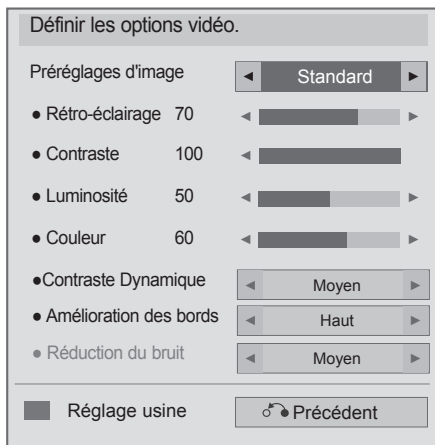 Définir les options vidéo.
Préréglages d'image ◄ Standard ►
● Rétro-éclairage 70 ◄ ►
● Contraste 100 ◄
● Luminosité 50 ◄ ►
● Couleur 60 ◄ ►
●Contraste Dynamique ◄ Moyen ►
● Amélioration des bords ◄ Haut ►
● Réduction du bruit ◄ Moyen ►
Réglage usine Précédent